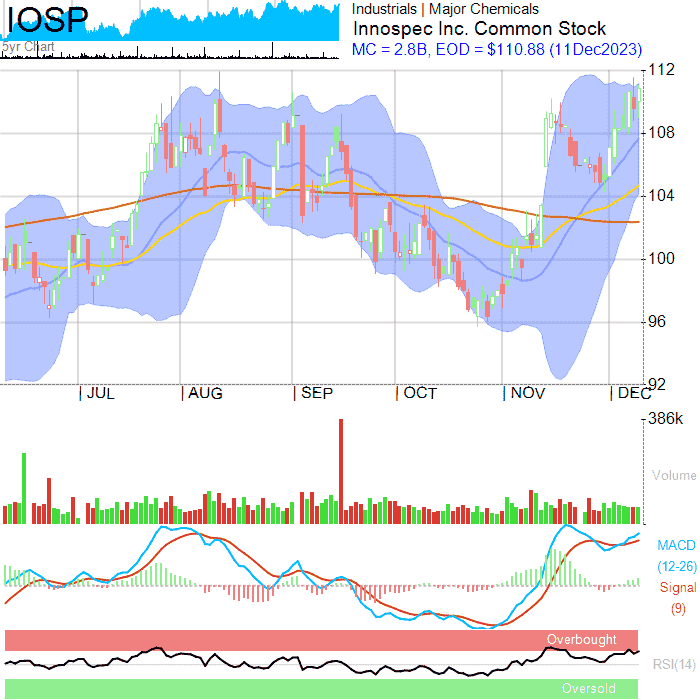 IOSP
5yr Chart
Industrials | Major Chemicals
Innospec Inc. Common Stock
MC = 2.8B, EOD = $110.88 (11Dec2023)
112
108
104
100
96
92
| JUL
| AUG
| SEP
| OCT
| NOV
| DEC
386k
Volume
MACD
(12-26)
Signal
(9)
Overbought
RSI(14)
Oversold